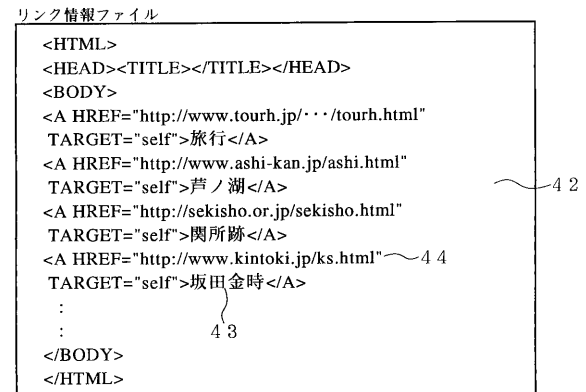 リンク情報ファイル
<HTML>
<HEAD><TITLE></TITLE></HEAD>
<BODY>
<A HREF="http://www.tourh.jp/･･･/tourh.html"
TARGET="self">旅行</A>
<A HREF="http://www.ashi-kan.jp/ashi.html"
TARGET="self">芦ノ湖</A>
42
<A HREF="http://sekisho.or.jp/sekisho.html"
TARGET="self">関所跡</A>
<A HREF="http://www.kintoki.jp/ks.html" 44
TARGET="self">坂田金時</A>
:
: 43
</BODY>
</HTML>